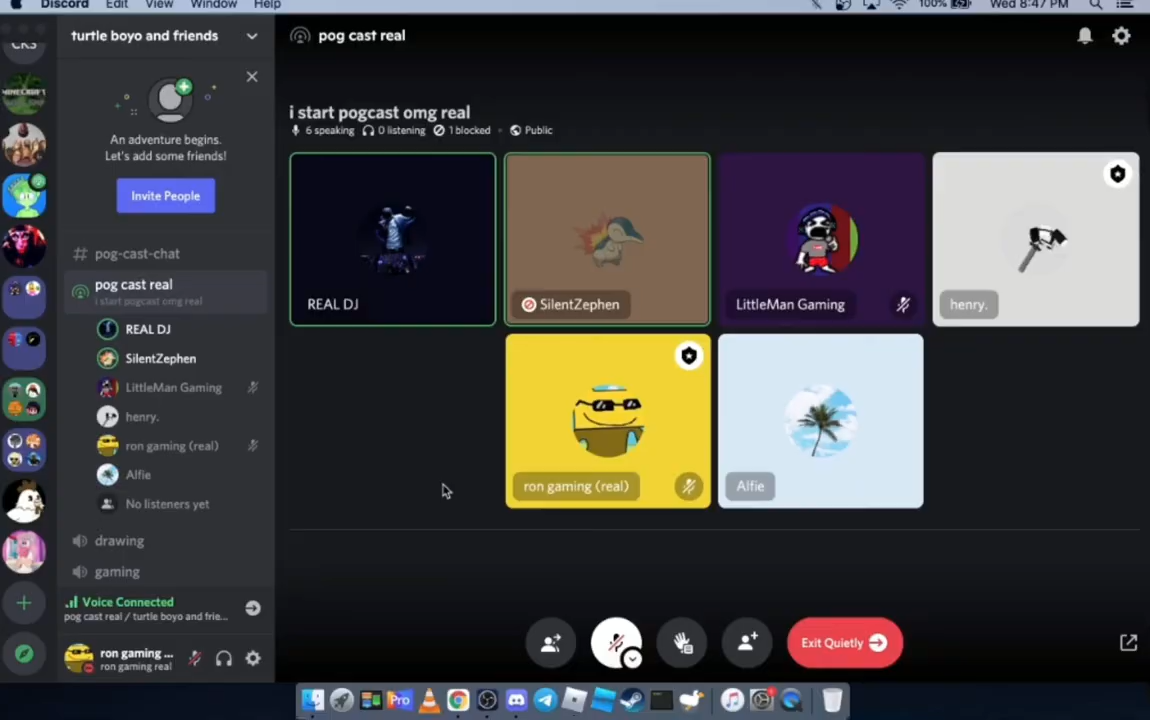 Discord Edit View Window Help
100% Wed 8:47 PM
CKS
MINECRAFT
turtle boyo and friends
An adventure begins.
Let's add some friends!
Invite People
pog-cast-chat
pog cast real
i start pogcast omg real
REAL DJ
SilentZephen
LittleMan Gaming
henry.
ron gaming (real)
Alfie
No listeners yet
drawing
gaming
Voice Connected
pog cast real / turtle boyo and frie...
ron gaming ...
ron gaming real
pog cast real
i start pogcast omg real
6 speaking 0 listening 1 blocked • Public
REAL DJ
SilentZephen
LittleMan Gaming
henry.
ron gaming (real)
Alfie
Exit Quietly
Pro